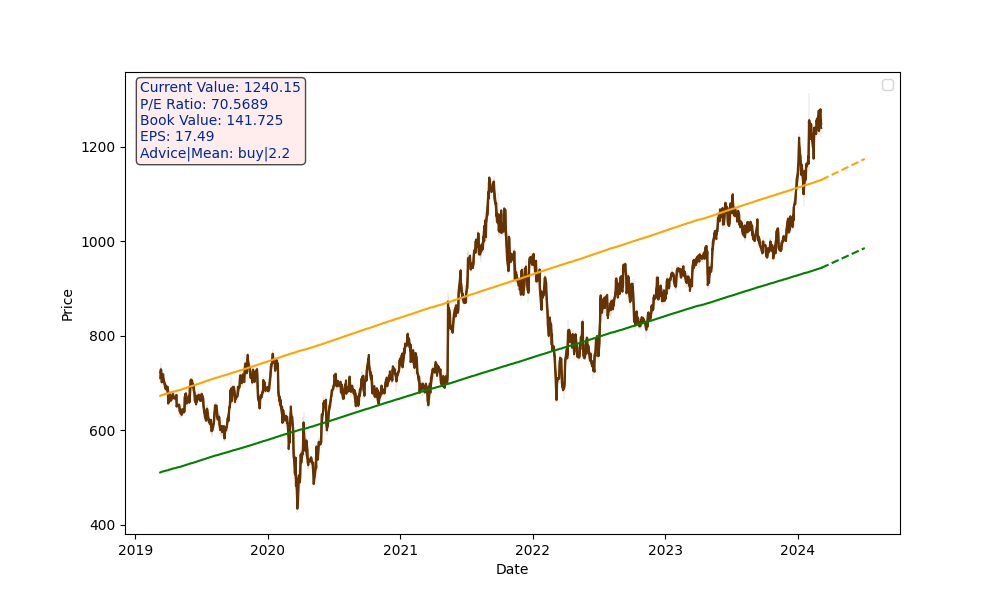 Current Value: 1240.15
P/E Ratio: 70.5689
Book Value: 141.725
EPS: 17.49
Advice|Mean: buy|2.2
1200
1000
800
600
400
Price
2019
2020
2021
2022
2023
2024
Date